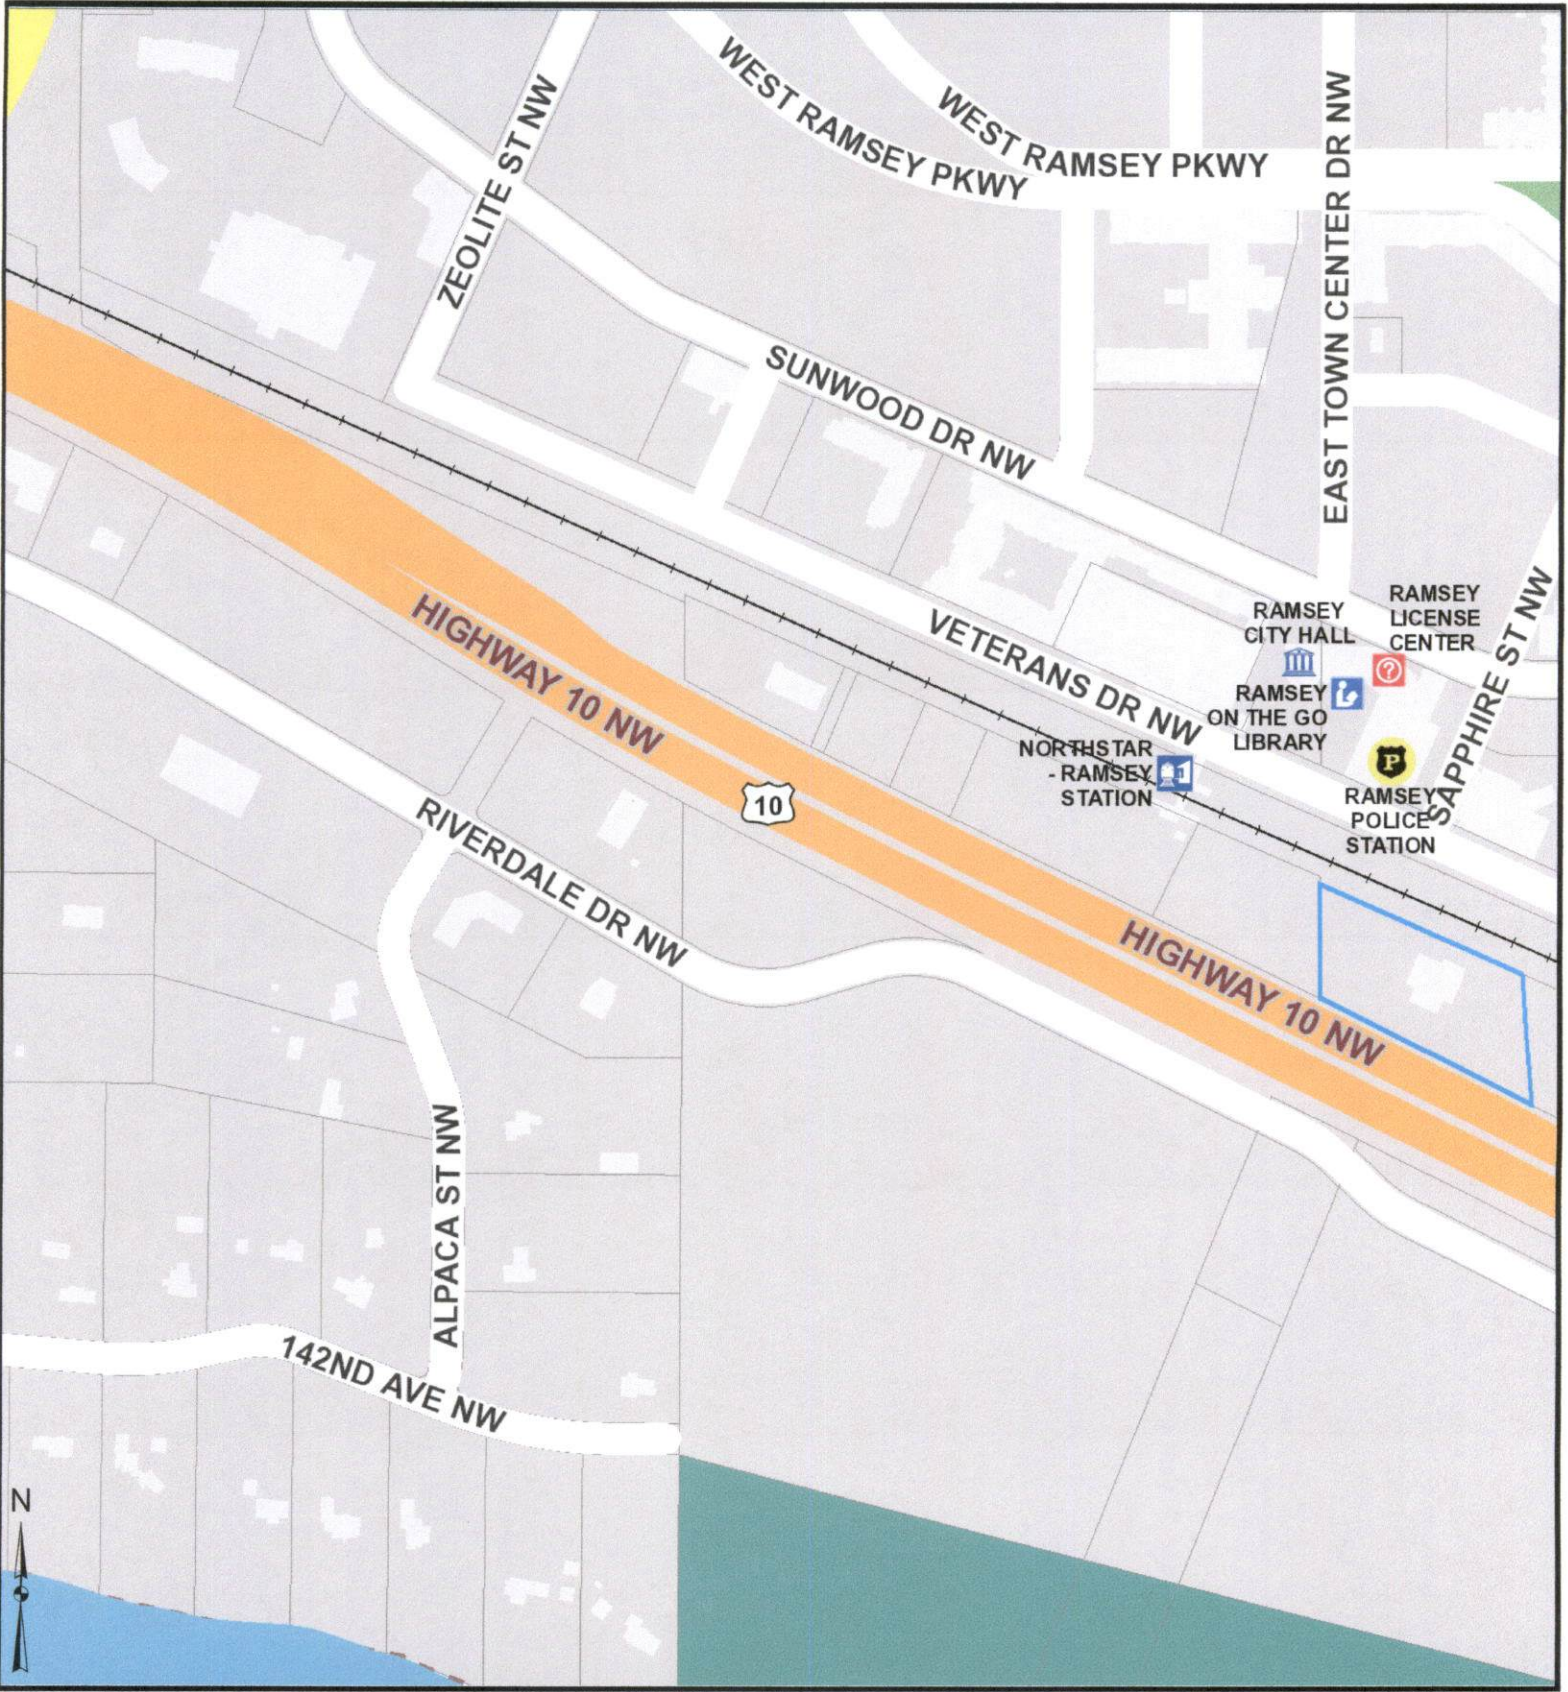 WEST RAMSEY PKWY
WEST RAMSEY PKWY
ZEOLITE ST NW
EAST TOWN CENTER DR NW
SUNWOOD DR NW
RAMSEY
LICENSE
CENTER
RAMSEY
CITY HALL
?
RAMSEY
ON THE GO
LIBRARY
SAPPHIRE ST NW
VETERANS DR NW
HIGHWAY 10 NW
NORTHSTAR
- RAMSEY
STATION
P
RAMSEY
POLICE
STATION
10
RIVERDALE DR NW
HIGHWAY 10 NW
ALPACA ST NW
142ND AVE NW
N